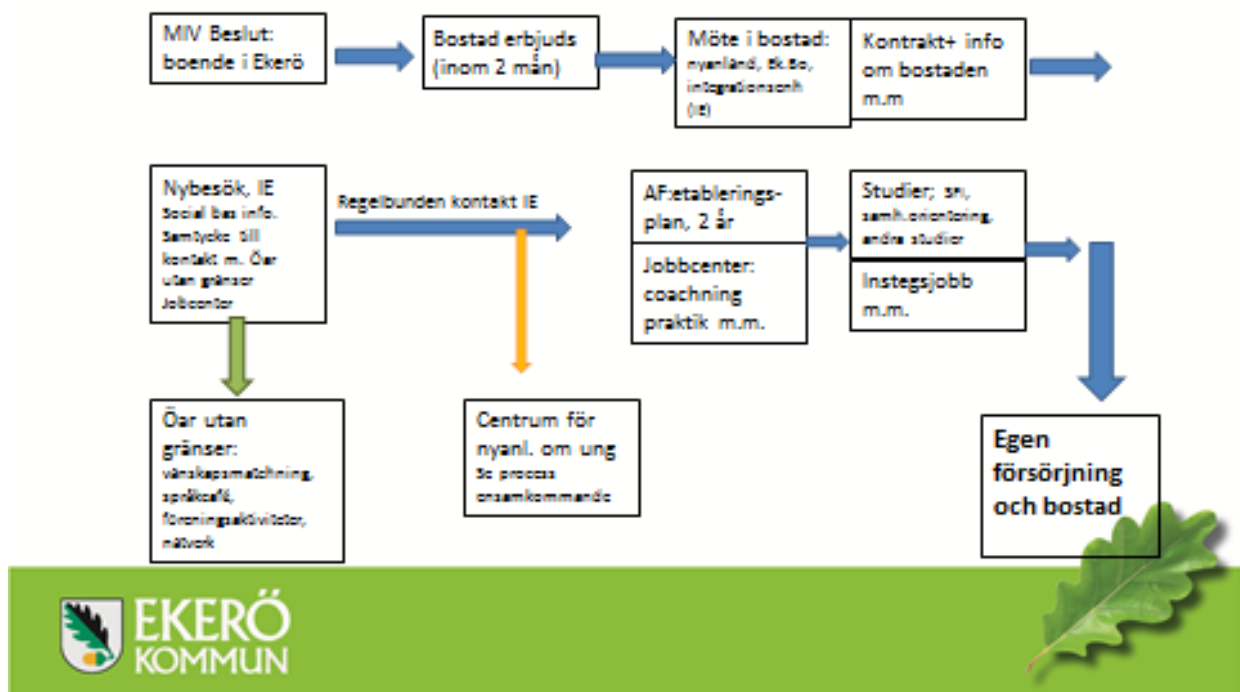 MIV Beslut:
boende i Ekerö
Bostad erbjuds
(inom 2 mån)
Möte i bostad:
nyanländ, Ek.Bo,
integrationsenh
(IE)
Kontrakt+ info
om bostaden
m.m
Nybesök, IE
Social bas info.
Samtycke till
kontakt m. Öar
utan gränser
Jobcenter
Regelbunden kontakt IE
AF:etablerings-
plan, 2 år
Jobbcenter:
coachning
praktik m.m.
Studier; SFI,
samh.orientering,
andra studier
Instegsjobb
m.m.
Öar utan
gränser:
vänskapsmatchning,
språkcafé,
föreningsaktiviteter,
nätverk
Centrum för
nyanl. om ung
Se process
ensamkommande
Egen
försörjning
och bostad
EKERÖ
KOMMUN